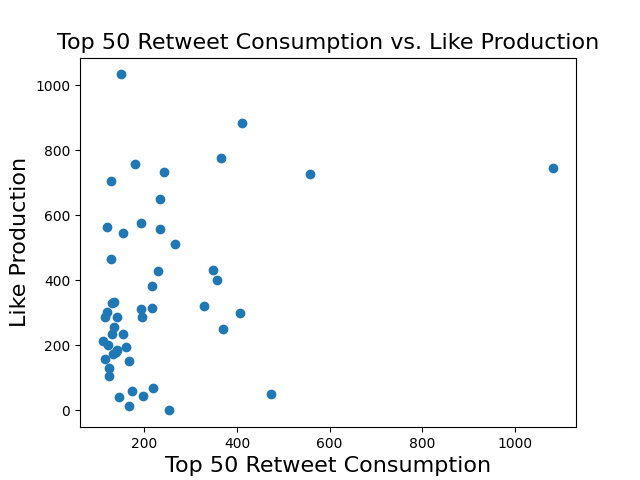 Top 50 Retweet Consumption vs. Like Production
1000
800
600
400
200
0
Like Production
200 400 600 800 1000
Top 50 Retweet Consumption